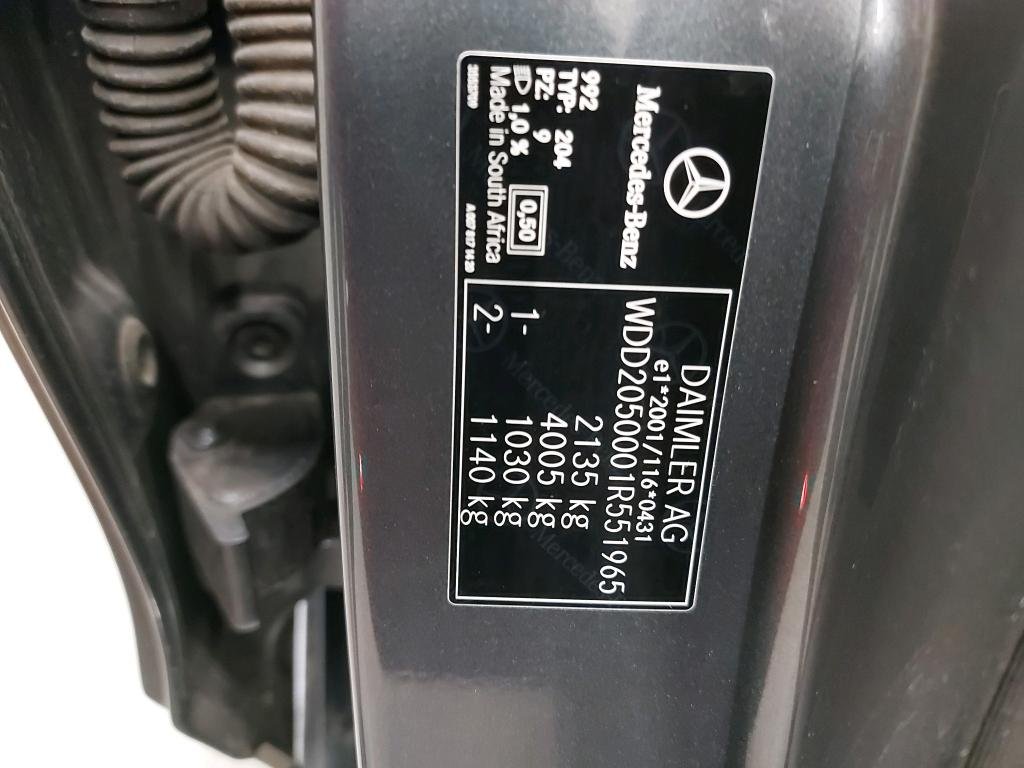 Mercedes-Benz
992
TYP: 204
PZ: 9
1,0 %
0,50
Made in South Africa
DAIMLER AG
e1*2001/116*0431
WDD2050001R551965
2135 kg
4005 kg
1- 1030 kg
2- 1140 kg